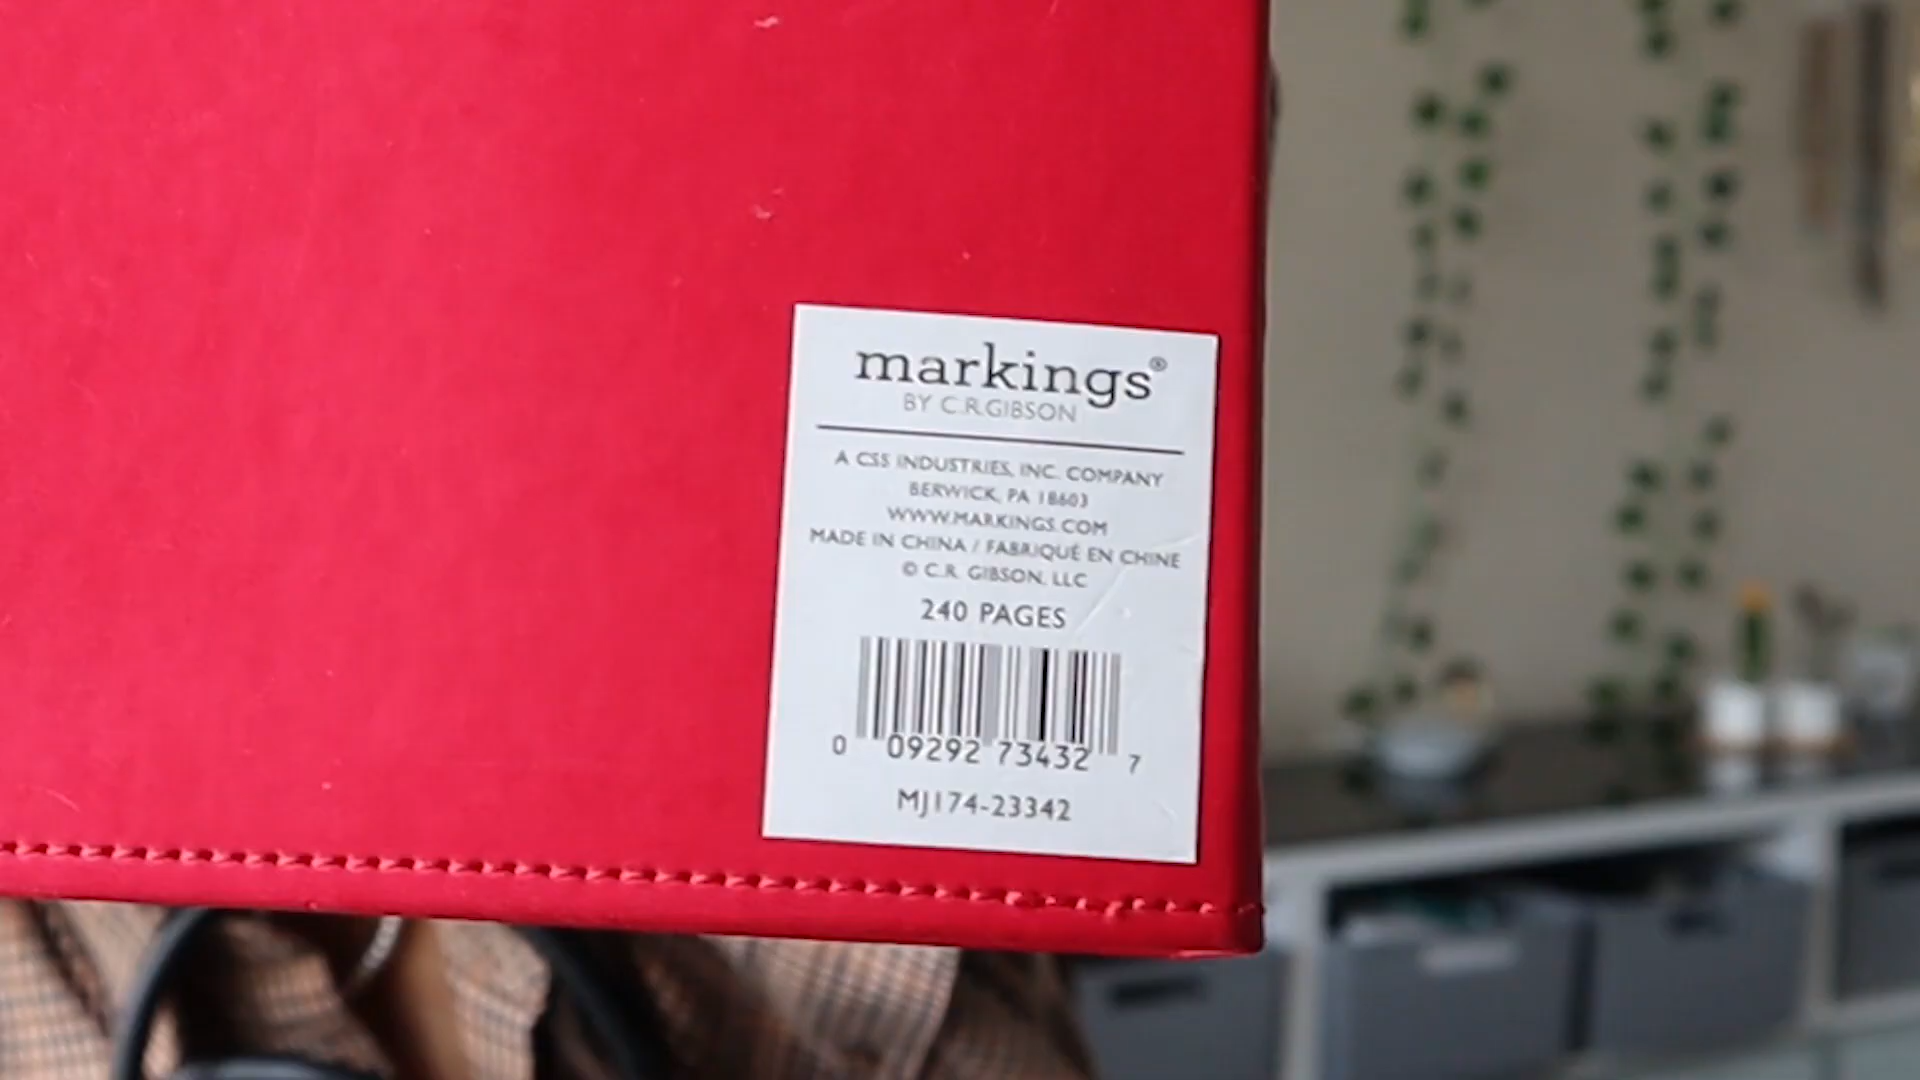 markings®
BY C.R.GIBSON
A CSS INDUSTRIES, INC. COMPANY
BERWICK, PA 18603
WWW.MARKINGS.COM
MADE IN CHINA / FABRIQUÉ EN CHINE
© C.R. GIBSON, LLC
240 PAGES
0 09292 73432 7
MJ174-23342